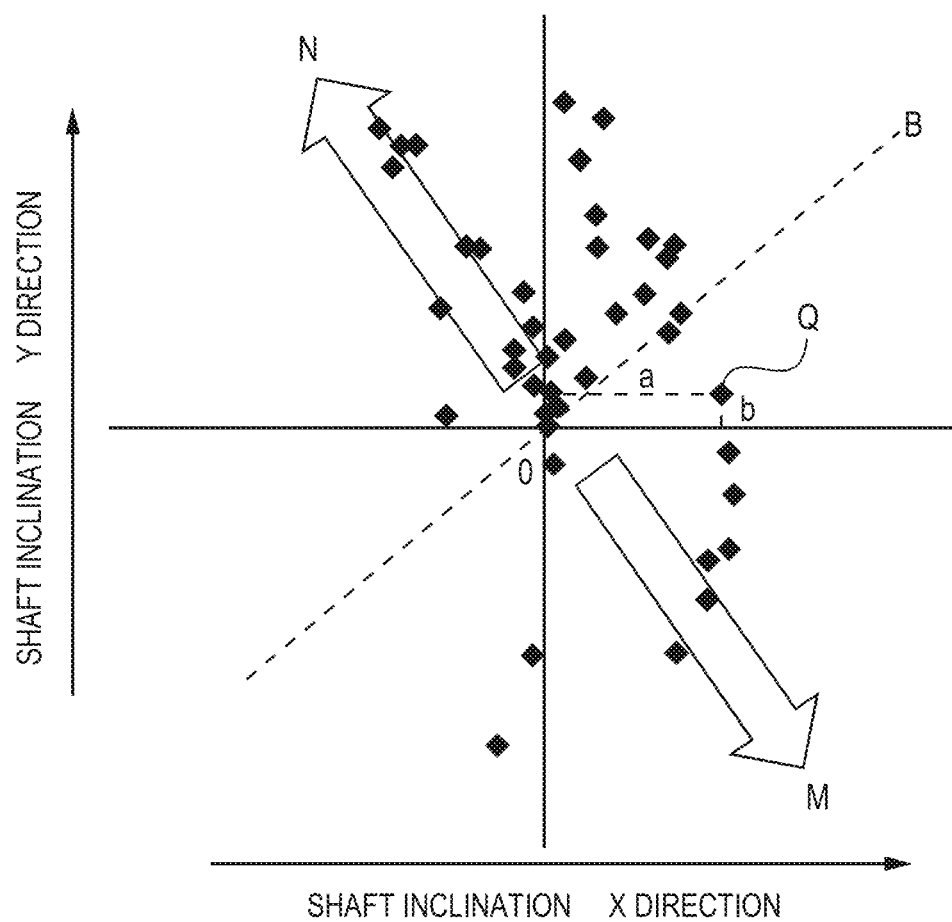 N
B
Q
a
b
0
M
SHAFT INCLINATION Y DIRECTION
SHAFT INCLINATION X DIRECTION